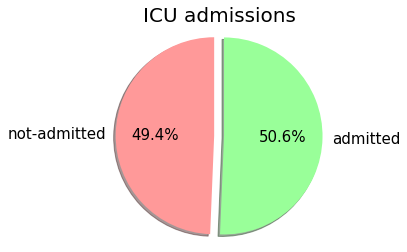 ICU admissions
not-admitted
49.4%
50.6%
admitted